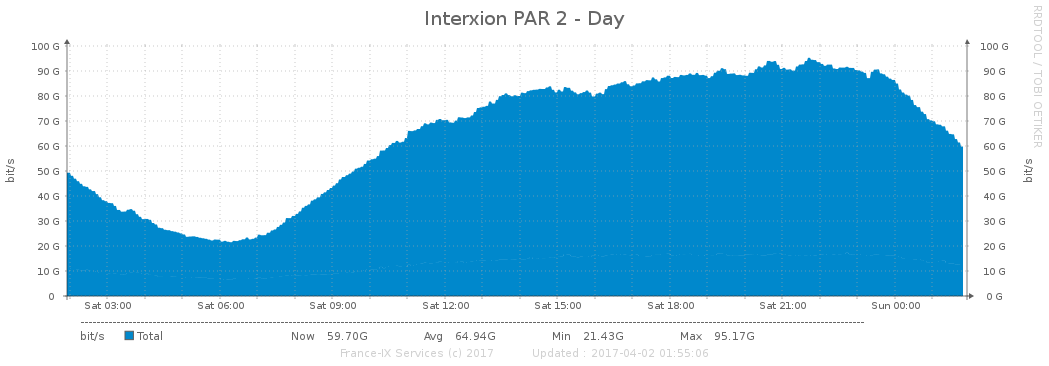 Interxion PAR 2 - Day
RRDTOOL / TOBI OETIKER
100 G 100 G
90 G 90 G
80 G 80 G
70 G 70 G
60 G 60 G
50 G 50 G
40 G 40 G
30 G 30 G
20 G 20 G
10 G 10 G
0 0 G
bit/s bit/s
Sat 03:00 Sat 06:00 Sat 09:00 Sat 12:00 Sat 15:00 Sat 18:00 Sat 21:00 Sun 00:00
bit/s Total Now 59.70G Avg 64.94G Min 21.43G Max 95.17G
France-IX Services (c) 2017 Updated : 2017-04-02 01:55:06